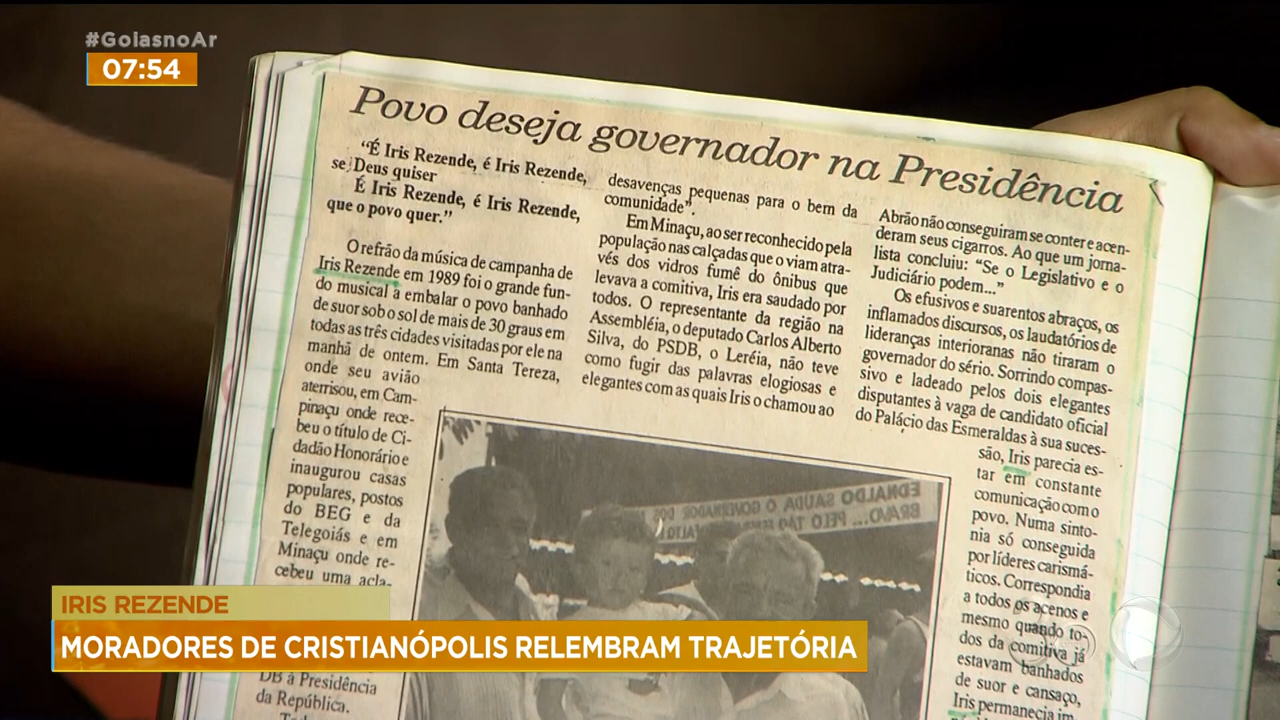 #GoiasnoAr
07:54
Povo deseja governador na Presidência
“É Iris Rezende, é Iris Rezende,
se Deus quiser
É Iris Rezende, é Iris Rezende,
que o povo quer.”
O refrão da música de campanha de
Iris Rezende em 1989 foi o grande fun-
do musical a embalar o povo banhado
de suor sob o sol de mais de 30 graus em
todas as três cidades visitadas por ele na
manhã de ontem. Em Santa Tereza,
onde seu avião
aterrisou, em Cam-
pinaçu onde rece-
beu o título de Ci-
dadão Honorário e
inaugurou casas
populares, postos
do BEG e da
Telegoiás e em
Minaçu onde re-
cebeu uma acla-
DB à Presidência
da República.
desavenças pequenas para o bem da
comunidade”.
Em Minaçu, ao ser reconhecido pela
população nas calçadas que o viam atra-
vés dos vidros fumê do ônibus que
levava a comitiva, Iris era saudado por
todos. O representante da região na
Assembléia, o deputado Carlos Alberto
Silva, do PSDB, o Leréia, não teve
como fugir das palavras elogiosas e
elegantes com as quais Iris o chamou ao
Abrão não conseguiram se conter e acen-
deram seus cigarros. Ao que um jorna-
lista concluiu: “Se o Legislativo e o
Judiciário podem...”
Os efusivos e suarentos abraços, os
inflamados discursos, os laudatórios de
lideranças interioranas não tiraram o
governador do sério. Sorrindo compas-
sivo e ladeado pelos dois elegantes
disputantes à vaga de candidato oficial
do Palácio das Esmeraldas à sua suces-
são, Iris parecia es-
tar em constante
comunicação com o
povo. Numa sinto-
nia só conseguida
por líderes carismá-
ticos. Correspondia
a todos os acenos e
mesmo quando to-
dos da comitiva já
estavam banhados
de suor e cansaço,
Iris permanecia im-
EDNALDO SAUDA O GOVERNADOR DOS
BRAVO... PELO TÃO
IRIS REZENDE
MORADORES DE CRISTIANÓPOLIS RELEMBRAM TRAJETÓRIA